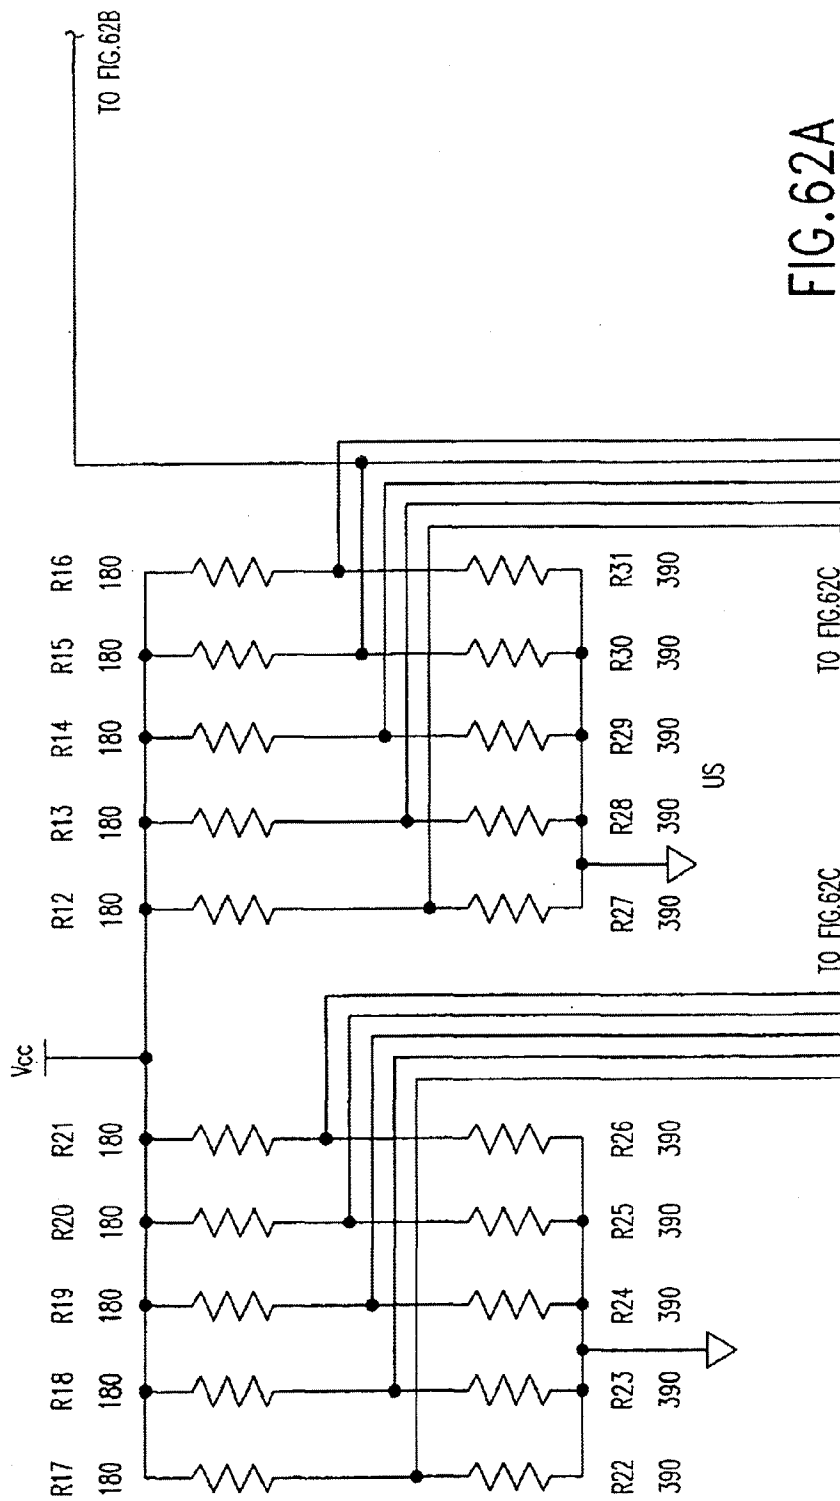 R17 R18 R19 R20 R21 Vcc R12 R13 R14 R15 R16 TO FIG.62B
180 180 180 180 180 180 180 180 180 180
R22 R23 R24 R25 R26 R27 R28 R29 R30 R31
390 390 390 390 390 390 390 390 390 390
US
TO FIG.62C TO FIG.62C
FIG.62A